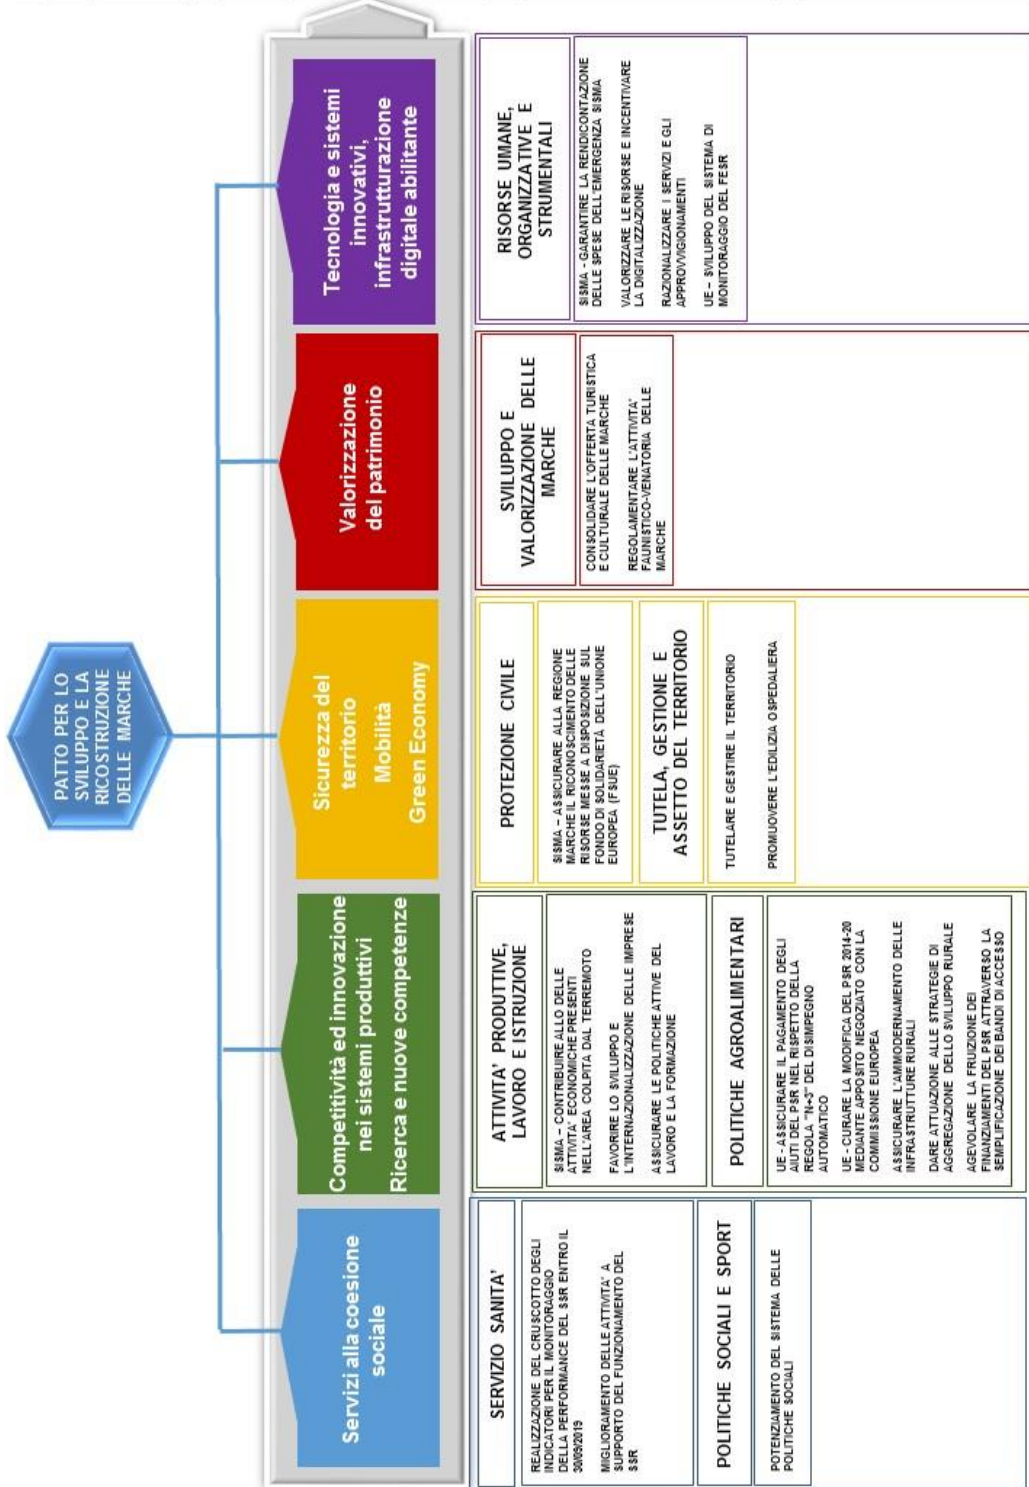 PATTO PER LO
SVILUPPO E LA
RICOSTRUZIONE
DELLE MARCHE
Servizi alla coesione
sociale
Competitività ed innovazione
nei sistemi produttivi
Ricerca e nuove competenze
Sicurezza del
territorio
Mobilità
Green Economy
Valorizzazione
del patrimonio
Tecnologia e sistemi
innovativi,
infrastrutturazione
digitale abilitante
SERVIZIO SANITA'
REALIZZAZIONE DEL CRUSCOTTO DEGLI
INDICATORI PER IL MONITORAGGIO
DELLA PERFORMANCE DEL SSR ENTRO IL
30/09/2019
MIGLIORAMENTO DELLE ATTIVITA' A
SUPPORTO DEL FUNZIONAMENTO DEL
SSR
POLITICHE SOCIALI E SPORT
POTENZIAMENTO DEL SISTEMA DELLE
POLITICHE SOCIALI
ATTIVITA' PRODUTTIVE,
LAVORO E ISTRUZIONE
SISMA – CONTRIBUIRE ALLO DELLE
ATTIVITA' ECONOMICHE PRESENTI
NELL'AREA COLPITA DAL TERREMOTO
FAVORIRE LO SVILUPPO E
L'INTERNAZIONALIZZAZIONE DELLE IMPRESE
ASSICURARE LE POLITICHE ATTIVE DEL
LAVORO E LA FORMAZIONE
POLITICHE AGROALIMENTARI
UE - ASSICURARE IL PAGAMENTO DEGLI
AIUTI DEL PSR NEL RISPETTO DELLA
REGOLA "N+3" DEL DISIMPEGNO
AUTOMATICO
UE - CURARE LA MODIFICA DEL PSR 2014-20
MEDIANTE APPOSITO NEGOZIATO CON LA
COMMISSIONE EUROPEA
ASSICURARE L'AMMODERNAMENTO DELLE
INFRASTRUTTURE RURALI
DARE ATTUAZIONE ALLE STRATEGIE DI
AGGREGAZIONE DELLO SVILUPPO RURALE
AGEVOLARE LA FRUIZIONE DEI
FINANZIAMENTI DEL PSR ATTRAVERSO LA
SEMPLIFICAZIONE DEI BANDI DI ACCESSO
PROTEZIONE CIVILE
SISMA – ASSICURARE ALLA REGIONE
MARCHE IL RICONOSCIMENTO DELLE
RISORSE MESSE A DISPOSIZIONE SUL
FONDO DI SOLIDARIETÀ DELL'UNIONE
EUROPEA (FSUE)
TUTELA, GESTIONE E
ASSETTO DEL TERRITORIO
TUTELARE E GESTIRE IL TERRITORIO
PROMUOVERE L'EDILIZIA OSPEDALIERA
SVILUPPO E
VALORIZZAZIONE DELLE
MARCHE
CONSOLIDARE L'OFFERTA TURISTICA
E CULTURALE DELLE MARCHE
REGOLAMENTARE L'ATTIVITA'
FAUNISTICO-VENATORIA DELLE
MARCHE
RISORSE UMANE,
ORGANIZZATIVE E
STRUMENTALI
SISMA - GARANTIRE LA RENDICONTAZIONE
DELLE SPESE DELL'EMERGENZA SISMA
VALORIZZARE LE RISORSE E INCENTIVARE
LA DIGITALIZZAZIONE
RAZIONALIZZARE I SERVIZI E GLI
APPROVVIGIONAMENTI
UE – SVILUPPO DEL SISTEMA DI
MONITORAGGIO DEL FESR